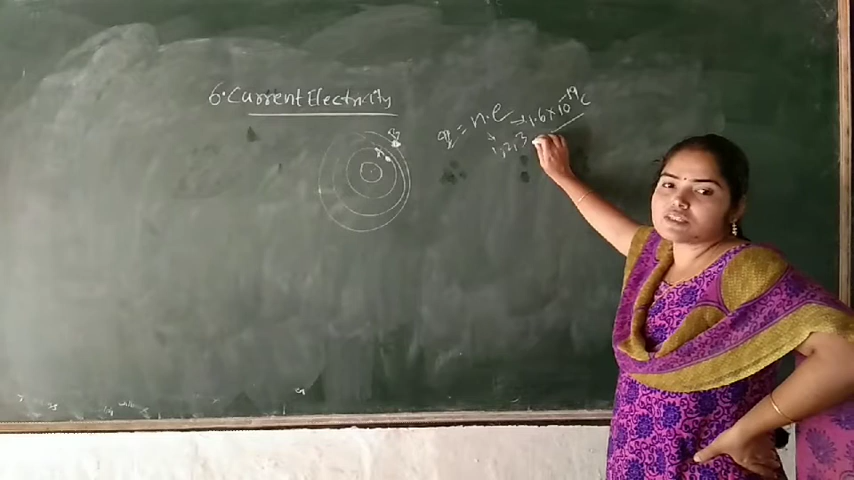 6. Current Electricity
q = n.e → 1.6×10⁻¹⁹ C
1, 2, 3